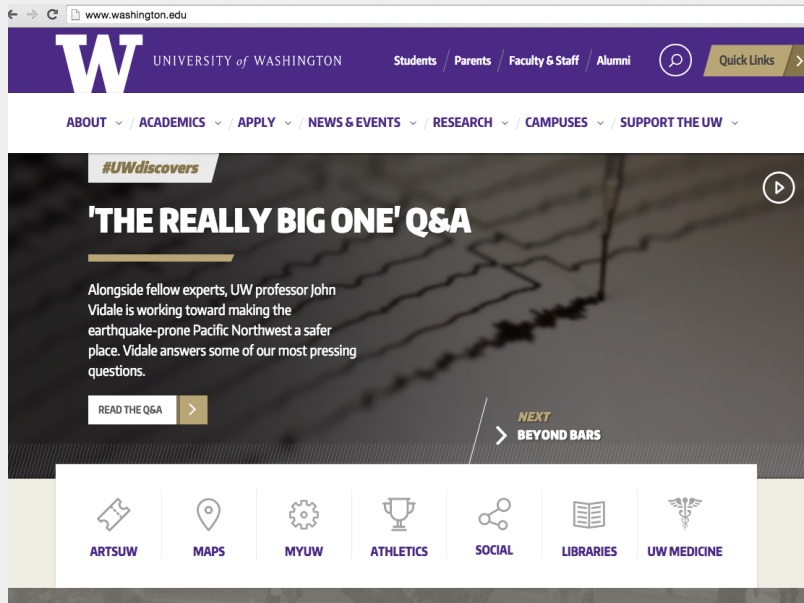 www.washington.edu
W UNIVERSITY of WASHINGTON
Students / Parents / Faculty & Staff / Alumni
Quick Links
ABOUT / ACADEMICS / APPLY / NEWS & EVENTS / RESEARCH / CAMPUSES / SUPPORT THE UW
#UWdiscovers
'THE REALLY BIG ONE' Q&A
Alongside fellow experts, UW professor John
Vidale is working toward making the
earthquake-prone Pacific Northwest a safer
place. Vidale answers some of our most pressing
questions.
READ THE Q&A
NEXT
BEYOND BARS
ARTSUW
MAPS
MYUW
ATHLETICS
SOCIAL
LIBRARIES
UW MEDICINE